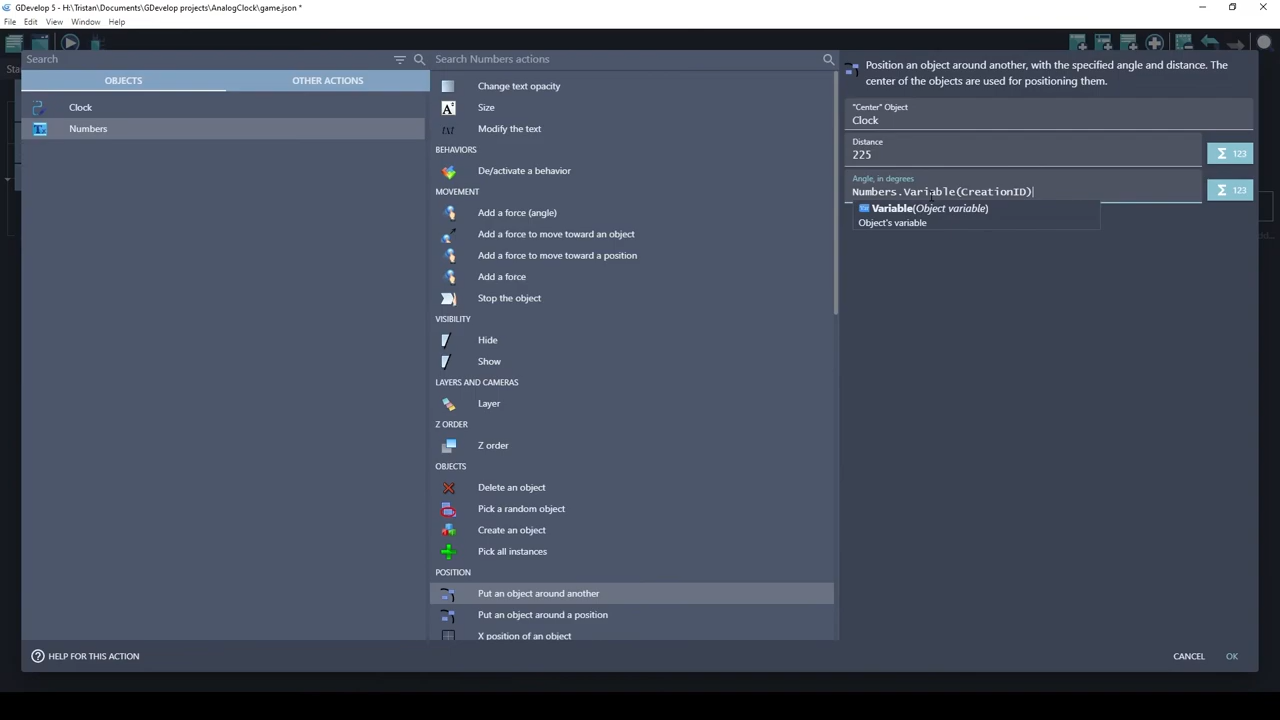 GDevelop 5 - H:\Tristan\Documents\GDevelop projects\AnalogClock\game.json *
File Edit View Window Help
Search
OBJECTS
OTHER ACTIONS
Clock
Numbers
Search Numbers actions
Change text opacity
Size
Modify the text
BEHAVIORS
De/activate a behavior
MOVEMENT
Add a force (angle)
Add a force to move toward an object
Add a force to move toward a position
Add a force
Stop the object
VISIBILITY
Hide
Show
LAYERS AND CAMERAS
Layer
Z ORDER
Z order
OBJECTS
Delete an object
Pick a random object
Create an object
Pick all instances
POSITION
Put an object around another
Put an object around a position
X position of an object
Position an object around another, with the specified angle and distance. The
center of the objects are used for positioning them.
"Center" Object
Clock
Distance
225
Σ 123
Angle, in degrees
Numbers.Variable(CreationID)
Σ 123
Variable(Object variable)
Object's variable
HELP FOR THIS ACTION
CANCEL
OK